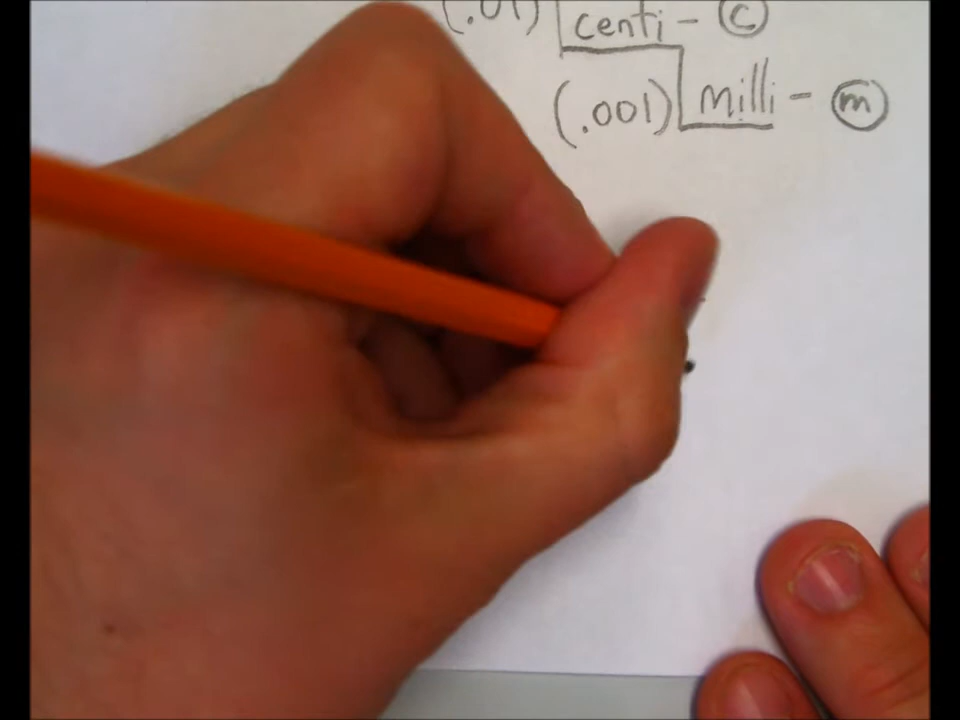 (.01) centi - c
(.001) milli - m